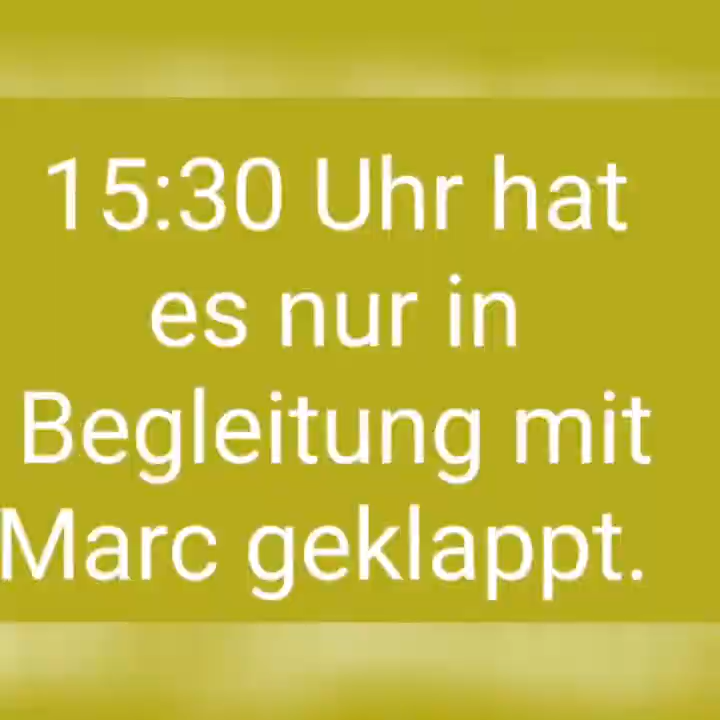 15:30 Uhr hat
es nur in
Begleitung mit
Marc geklappt.